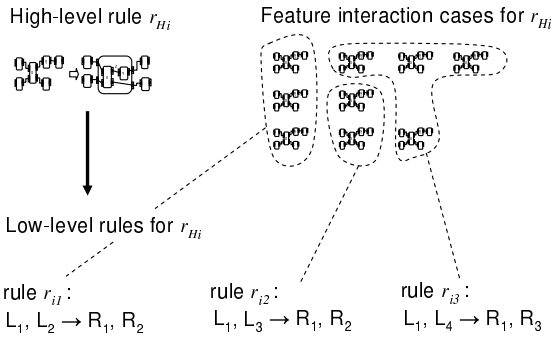 High-level rule r_Hi
Feature interaction cases for r_Hi
Low-level rules for r_Hi
rule r_i1:
L₁, L₂ → R₁, R₂
rule r_i2:
L₁, L₃ → R₁, R₂
rule r_i3:
L₁, L₄ → R₁, R₃